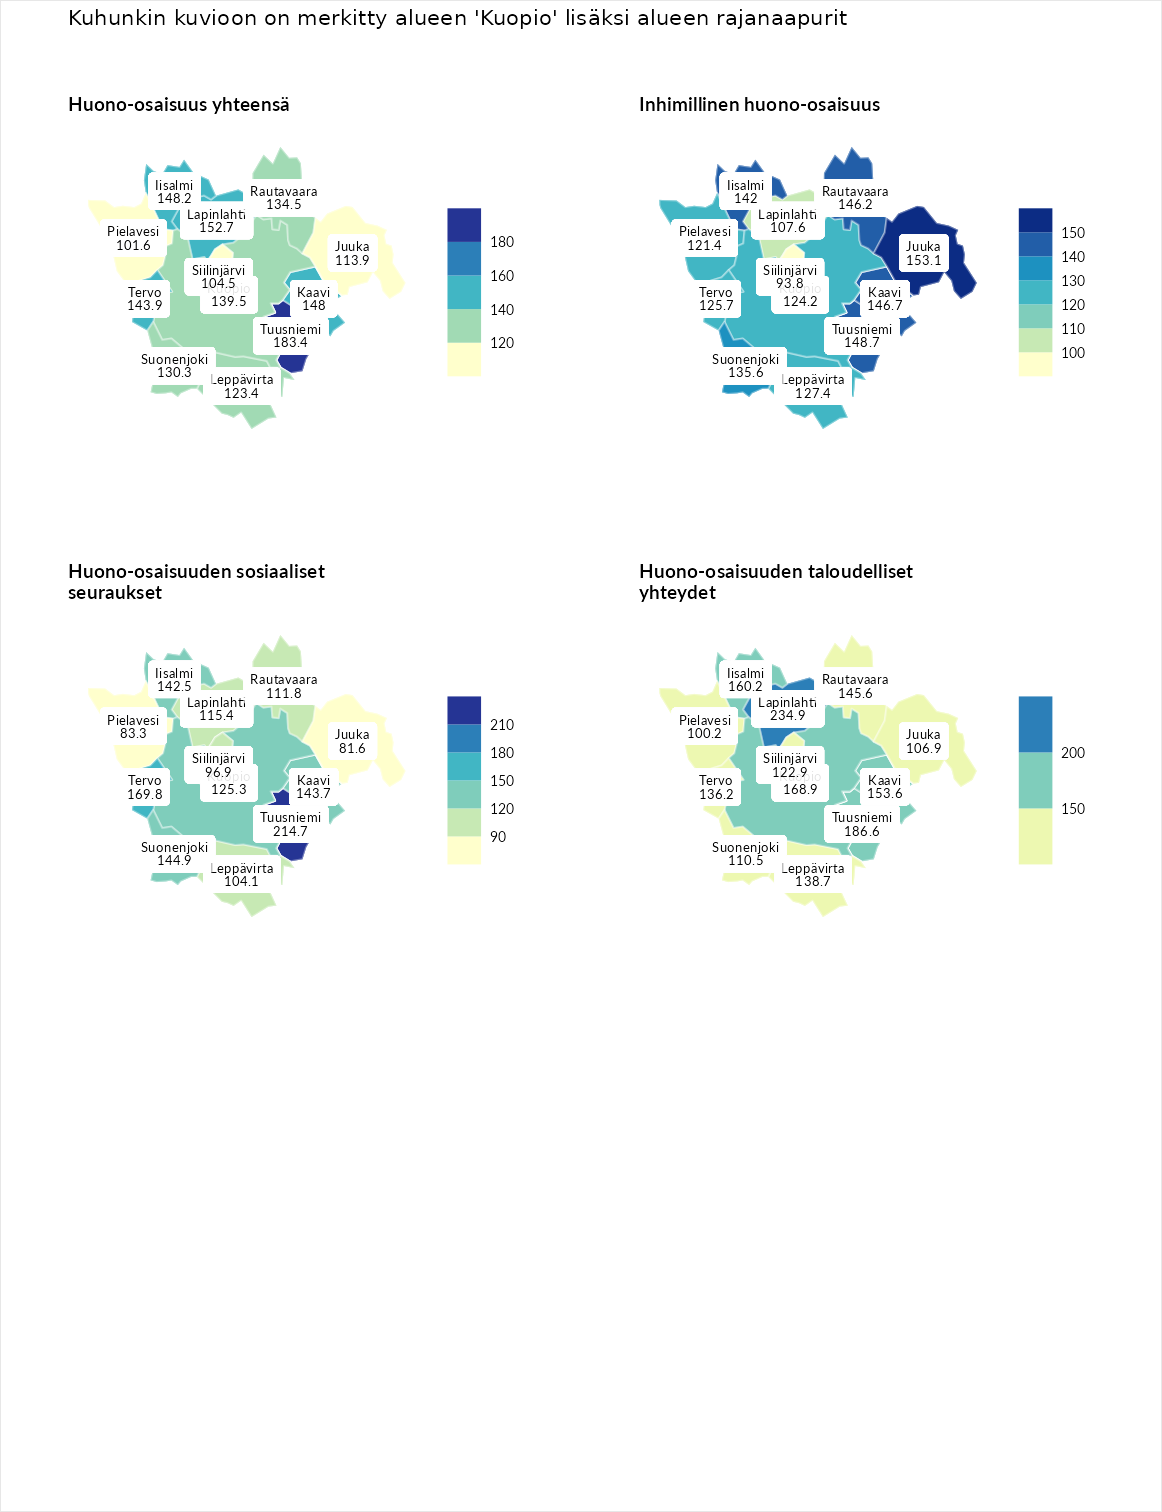 Kuhunkin kuvioon on merkitty alueen 'Kuopio' lisäksi alueen rajanaapurit
Huono-osaisuus yhteensä
Iisalmi
148.2
Rautavaara
134.5
Lapinlahti
152.7
Pielavesi
101.6
Juuka
113.9
Siilinjärvi
104.5
139.5
Tervo
143.9
Kaavi
148
Tuusniemi
183.4
Suonenjoki
130.3
Leppävirta
123.4
180
160
140
120
Inhimillinen huono-osaisuus
Iisalmi
142
Rautavaara
146.2
Lapinlahti
107.6
Pielavesi
121.4
Juuka
153.1
Siilinjärvi
93.8
124.2
Tervo
125.7
Kaavi
146.7
Tuusniemi
148.7
Suonenjoki
135.6
Leppävirta
127.4
150
140
130
120
110
100
Huono-osaisuuden sosiaaliset
seuraukset
Iisalmi
142.5
Rautavaara
111.8
Lapinlahti
115.4
Pielavesi
83.3
Juuka
81.6
Siilinjärvi
96.9
125.3
Tervo
169.8
Kaavi
143.7
Tuusniemi
214.7
Suonenjoki
144.9
Leppävirta
104.1
210
180
150
120
90
Huono-osaisuuden taloudelliset
yhteydet
Iisalmi
160.2
Rautavaara
145.6
Lapinlahti
234.9
Pielavesi
100.2
Juuka
106.9
Siilinjärvi
122.9
168.9
Tervo
136.2
Kaavi
153.6
Tuusniemi
186.6
Suonenjoki
110.5
Leppävirta
138.7
200
150